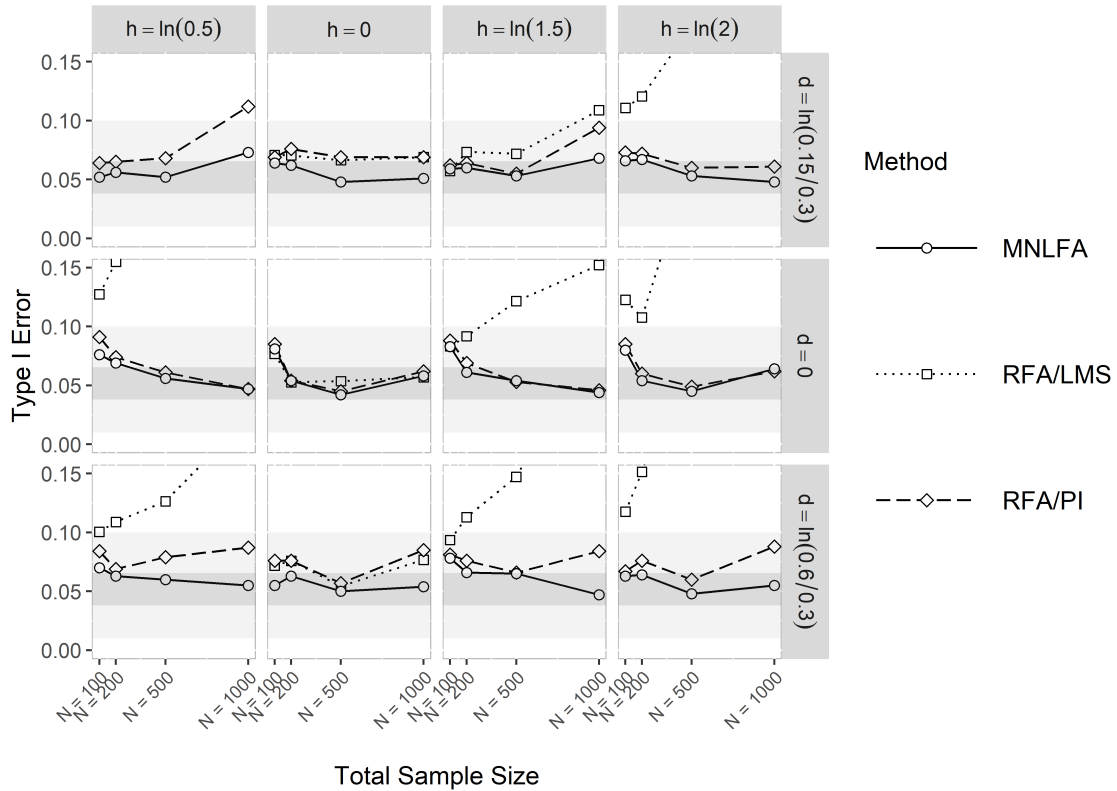 h = ln(0.5)
h = 0
h = ln(1.5)
h = ln(2)
0.15
0.10
0.05
0.00
d = ln(0.15/0.3)
0.15
0.10
0.05
0.00
d = 0
0.15
0.10
0.05
0.00
d = ln(0.6/0.3)
Type I Error
N = 100
N = 200
N = 500
N = 1000
N = 100
N = 200
N = 500
N = 1000
N = 100
N = 200
N = 500
N = 1000
N = 100
N = 200
N = 500
N = 1000
Total Sample Size
Method
MNLFA
RFA/LMS
RFA/PI